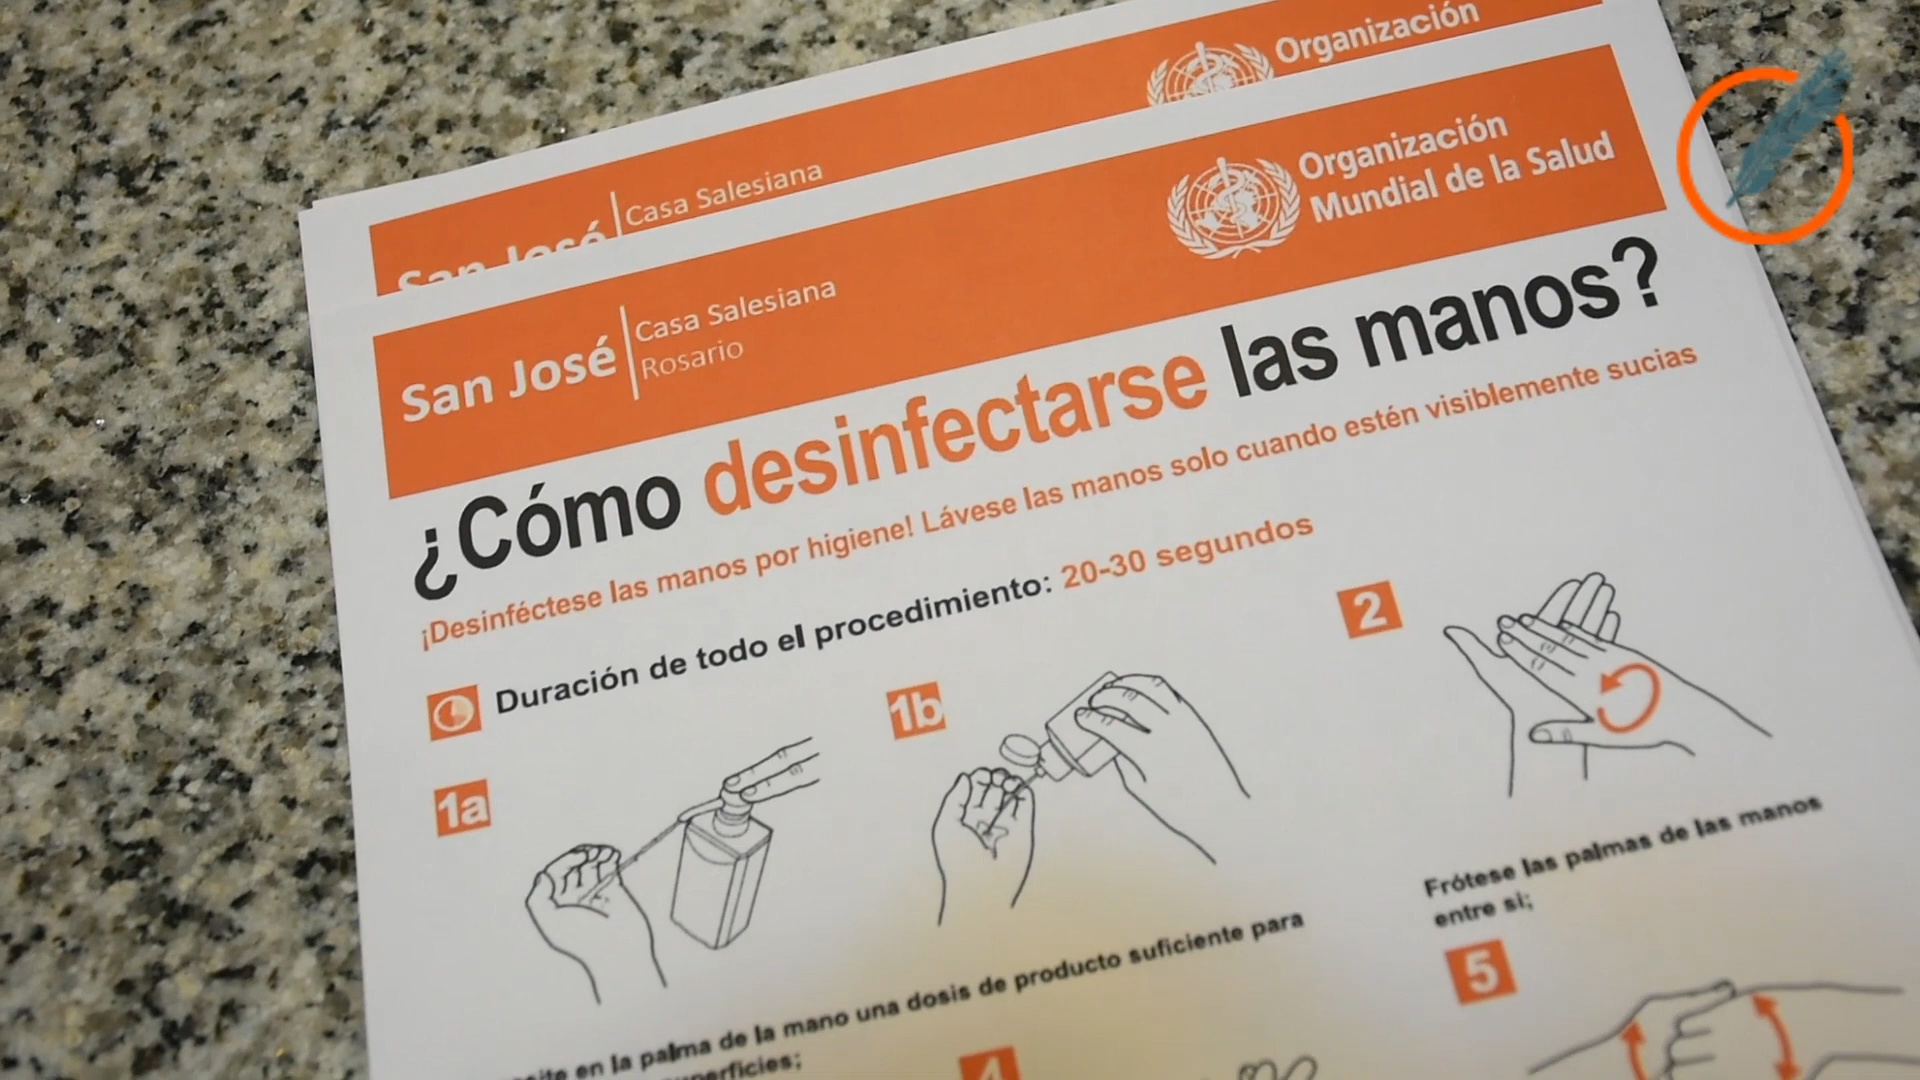 Organización
San José
Casa Salesiana
Organización
Mundial de la Salud
San José
Casa Salesiana
Rosario
¿Cómo desinfectarse las manos?
¡Desinféctese las manos por higiene! Lávese las manos solo cuando estén visiblemente sucias
Duración de todo el procedimiento: 20-30 segundos
1a
1b
2
en la palma de la mano una dosis de producto suficiente para
Frótese las palmas de las manos
entre sí;
4
5